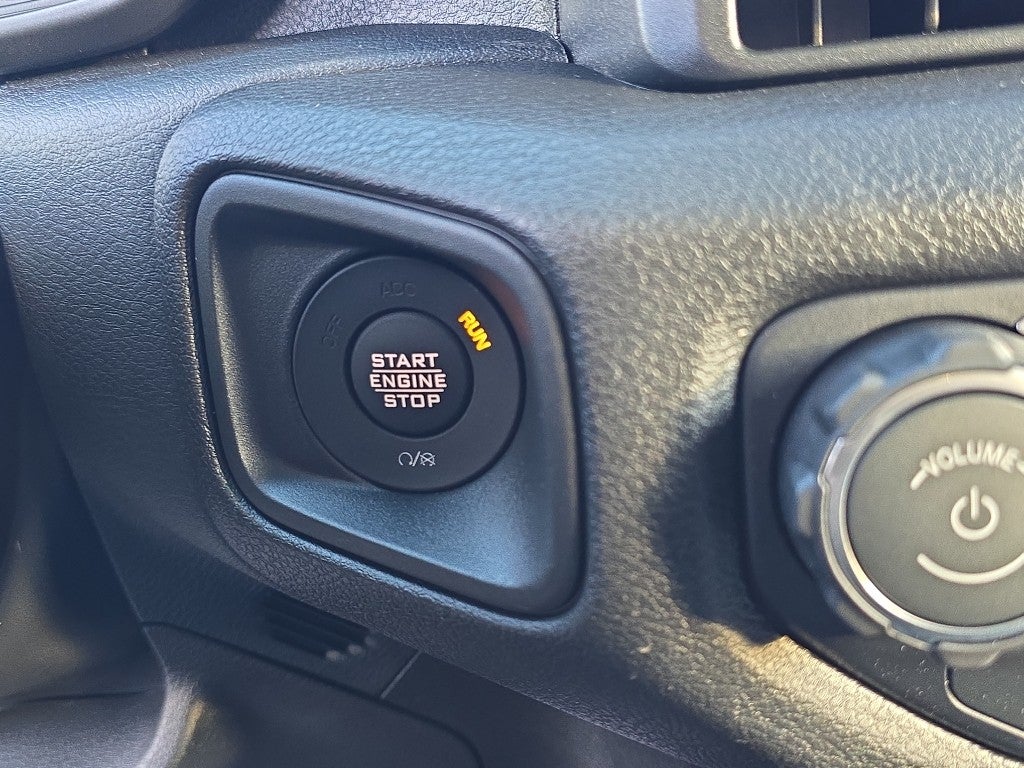 ACC
OFF
RUN
START
ENGINE
STOP
VOLUME